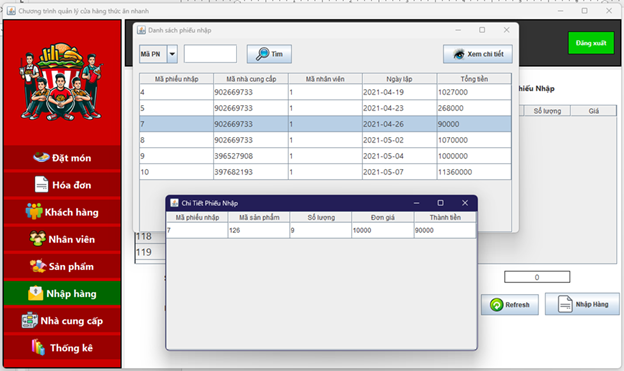 Chương trình quản lý cửa hàng thức ăn nhanh
Đăng xuất
Đặt món
Hóa đơn
Khách hàng
Nhân viên
Sản phẩm
Nhập hàng
Nhà cung cấp
Thống kê
Danh sách phiếu nhập
Mã PN
Tìm
Xem chi tiết
Mã phiếu nhập Mã nhà cung cấp Mã nhân viên Ngày lập Tổng tiền
4 902669733 1 2021-04-19 1027000
5 902669733 1 2021-04-23 268000
7 902669733 1 2021-04-26 90000
8 902669733 1 2021-05-02 1070000
9 396527908 1 2021-05-04 1000000
10 397682193 1 2021-05-07 11360000
Phiếu Nhập
Số lượng Giá
Chi Tiết Phiếu Nhập
Mã phiếu nhập Mã sản phẩm Số lượng Đơn giá Thành tiền
7 126 9 10000 90000
118
119
0
Refresh
Nhập Hàng